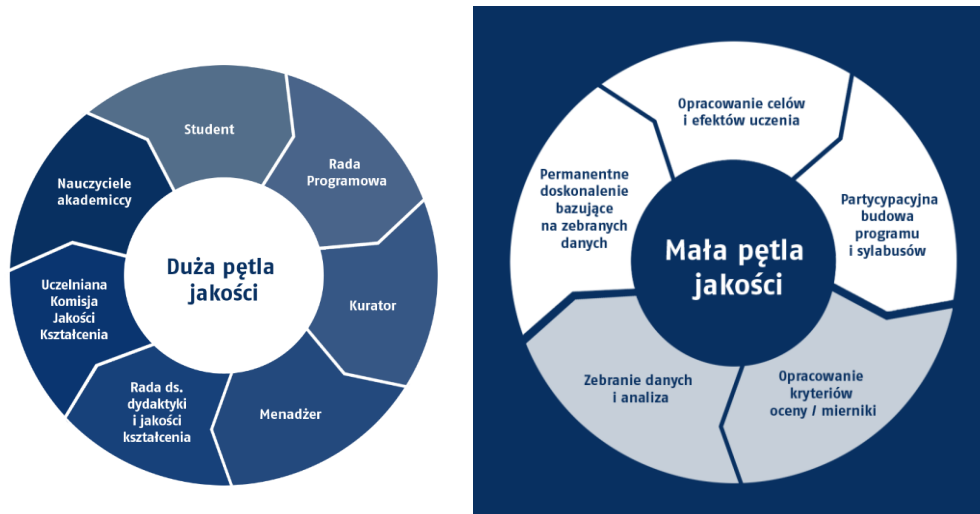 Student
Rada
Programowa
Kurator
Menadżer
Rada ds.
dydaktyki
i jakości
kształcenia
Uczelniana
Komisja
Jakości
Kształcenia
Nauczyciele
akademiccy
Duża pętla
jakości
Opracowanie celów
i efektów uczenia
Partycypacyjna
budowa
programu
i sylabusów
Opracowanie
kryteriów
oceny / mierniki
Zebranie danych
i analiza
Permanentne
doskonalenie
bazujące
na zebranych
danych
Mała pętla
jakości